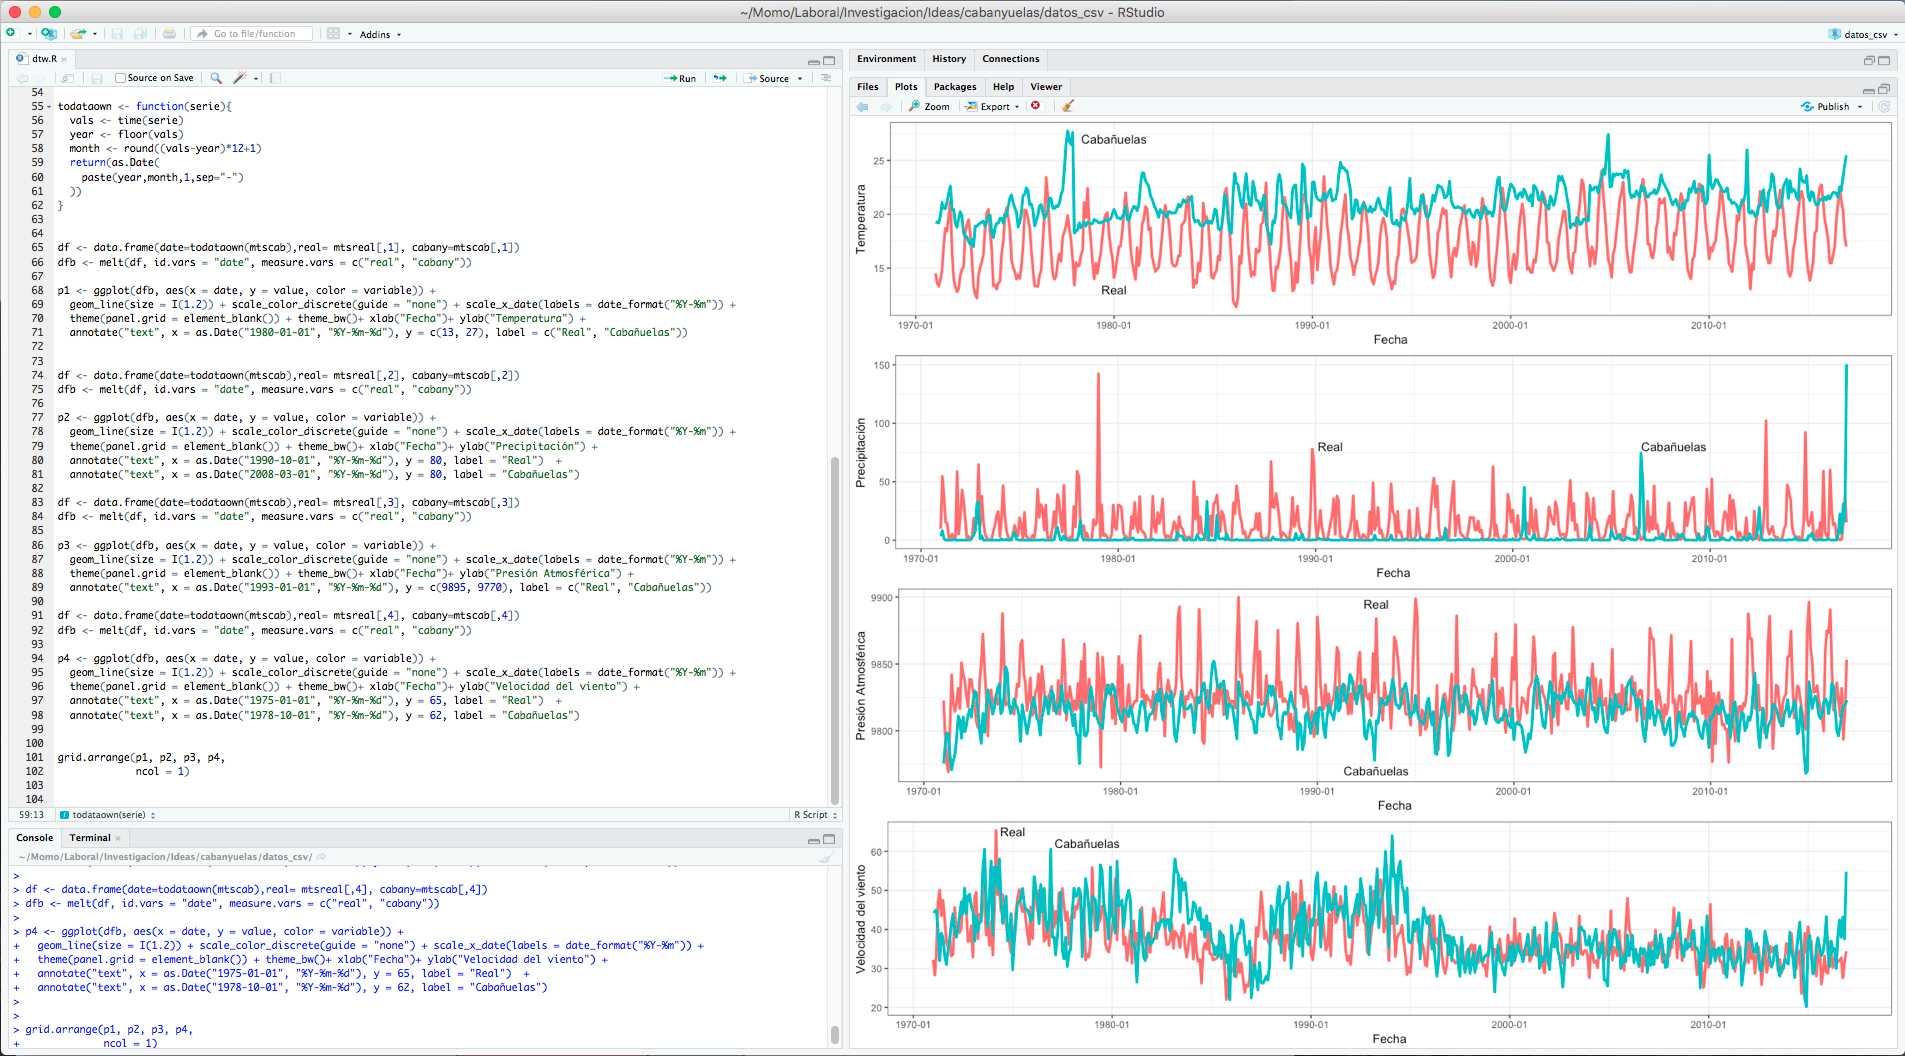 ~/Momo/Laboral/Investigacion/Ideas/cabanyuelas/datos_csv - RStudio
Go to file/function
Addins
datos_csv
dtw.R
Source on Save
Run
Source
54
55 todataown <- function(serie){
56 vals <- time(serie)
57 year <- floor(vals)
58 month <- round((vals-year)*12+1)
59 return(as.Date(
60 paste(year,month,1,sep="-")
61 ))
62 }
63
64
65 df <- data.frame(date=todataown(mtscab),real= mtsreal[,1], cabany=mtscab[,1])
66 dfb <- melt(df, id.vars = "date", measure.vars = c("real", "cabany"))
67
68 p1 <- ggplot(dfb, aes(x = date, y = value, color = variable)) +
69 geom_line(size = I(1.2)) + scale_color_discrete(guide = "none") + scale_x_date(labels = date_format("%Y-%m")) +
70 theme(panel.grid = element_blank()) + theme_bw()+ xlab("Fecha")+ ylab("Temperatura") +
71 annotate("text", x = as.Date("1980-01-01", "%Y-%m-%d"), y = c(13, 27), label = c("Real", "Cabañuelas"))
72
73
74 df <- data.frame(date=todataown(mtscab),real= mtsreal[,2], cabany=mtscab[,2])
75 dfb <- melt(df, id.vars = "date", measure.vars = c("real", "cabany"))
76
77 p2 <- ggplot(dfb, aes(x = date, y = value, color = variable)) +
78 geom_line(size = I(1.2)) + scale_color_discrete(guide = "none") + scale_x_date(labels = date_format("%Y-%m")) +
79 theme(panel.grid = element_blank()) + theme_bw()+ xlab("Fecha")+ ylab("Precipitación") +
80 annotate("text", x = as.Date("1990-10-01", "%Y-%m-%d"), y = 80, label = "Real") +
81 annotate("text", x = as.Date("2008-03-01", "%Y-%m-%d"), y = 80, label = "Cabañuelas")
82
83 df <- data.frame(date=todataown(mtscab),real= mtsreal[,3], cabany=mtscab[,3])
84 dfb <- melt(df, id.vars = "date", measure.vars = c("real", "cabany"))
85
86 p3 <- ggplot(dfb, aes(x = date, y = value, color = variable)) +
87 geom_line(size = I(1.2)) + scale_color_discrete(guide = "none") + scale_x_date(labels = date_format("%Y-%m")) +
88 theme(panel.grid = element_blank()) + theme_bw()+ xlab("Fecha")+ ylab("Presión Atmosférica") +
89 annotate("text", x = as.Date("1993-01-01", "%Y-%m-%d"), y = c(9895, 9770), label = c("Real", "Cabañuelas"))
90
91 df <- data.frame(date=todataown(mtscab),real= mtsreal[,4], cabany=mtscab[,4])
92 dfb <- melt(df, id.vars = "date", measure.vars = c("real", "cabany"))
93
94 p4 <- ggplot(dfb, aes(x = date, y = value, color = variable)) +
95 geom_line(size = I(1.2)) + scale_color_discrete(guide = "none") + scale_x_date(labels = date_format("%Y-%m")) +
96 theme(panel.grid = element_blank()) + theme_bw()+ xlab("Fecha")+ ylab("Velocidad del viento") +
97 annotate("text", x = as.Date("1975-01-01", "%Y-%m-%d"), y = 65, label = "Real") +
98 annotate("text", x = as.Date("1978-10-01", "%Y-%m-%d"), y = 62, label = "Cabañuelas")
99
100
101 grid.arrange(p1, p2, p3, p4,
102 ncol = 1)
103
104
59:13 todataown(serie) R Script
Console Terminal
~/Momo/Laboral/Investigacion/Ideas/cabanyuelas/datos_csv/
>
> df <- data.frame(date=todataown(mtscab),real= mtsreal[,4], cabany=mtscab[,4])
> dfb <- melt(df, id.vars = "date", measure.vars = c("real", "cabany"))
>
> p4 <- ggplot(dfb, aes(x = date, y = value, color = variable)) +
+ geom_line(size = I(1.2)) + scale_color_discrete(guide = "none") + scale_x_date(labels = date_format("%Y-%m")) +
+ theme(panel.grid = element_blank()) + theme_bw()+ xlab("Fecha")+ ylab("Velocidad del viento") +
+ annotate("text", x = as.Date("1975-01-01", "%Y-%m-%d"), y = 65, label = "Real") +
+ annotate("text", x = as.Date("1978-10-01", "%Y-%m-%d"), y = 62, label = "Cabañuelas")
>
>
> grid.arrange(p1, p2, p3, p4,
+ ncol = 1)
Environment History Connections
Files Plots Packages Help Viewer
Zoom Export Publish
Temperatura
25
20
15
Cabañuelas
Real
1970-01 1980-01 1990-01 2000-01 2010-01
Fecha
Precipitación
150
100
50
0
Real Cabañuelas
1970-01 1980-01 1990-01 2000-01 2010-01
Fecha
Presión Atmosférica
9900
9850
9800
Real
Cabañuelas
1970-01 1980-01 1990-01 2000-01 2010-01
Fecha
Velocidad del viento
60
50
40
30
20
Real
Cabañuelas
1970-01 1980-01 1990-01 2000-01 2010-01
Fecha